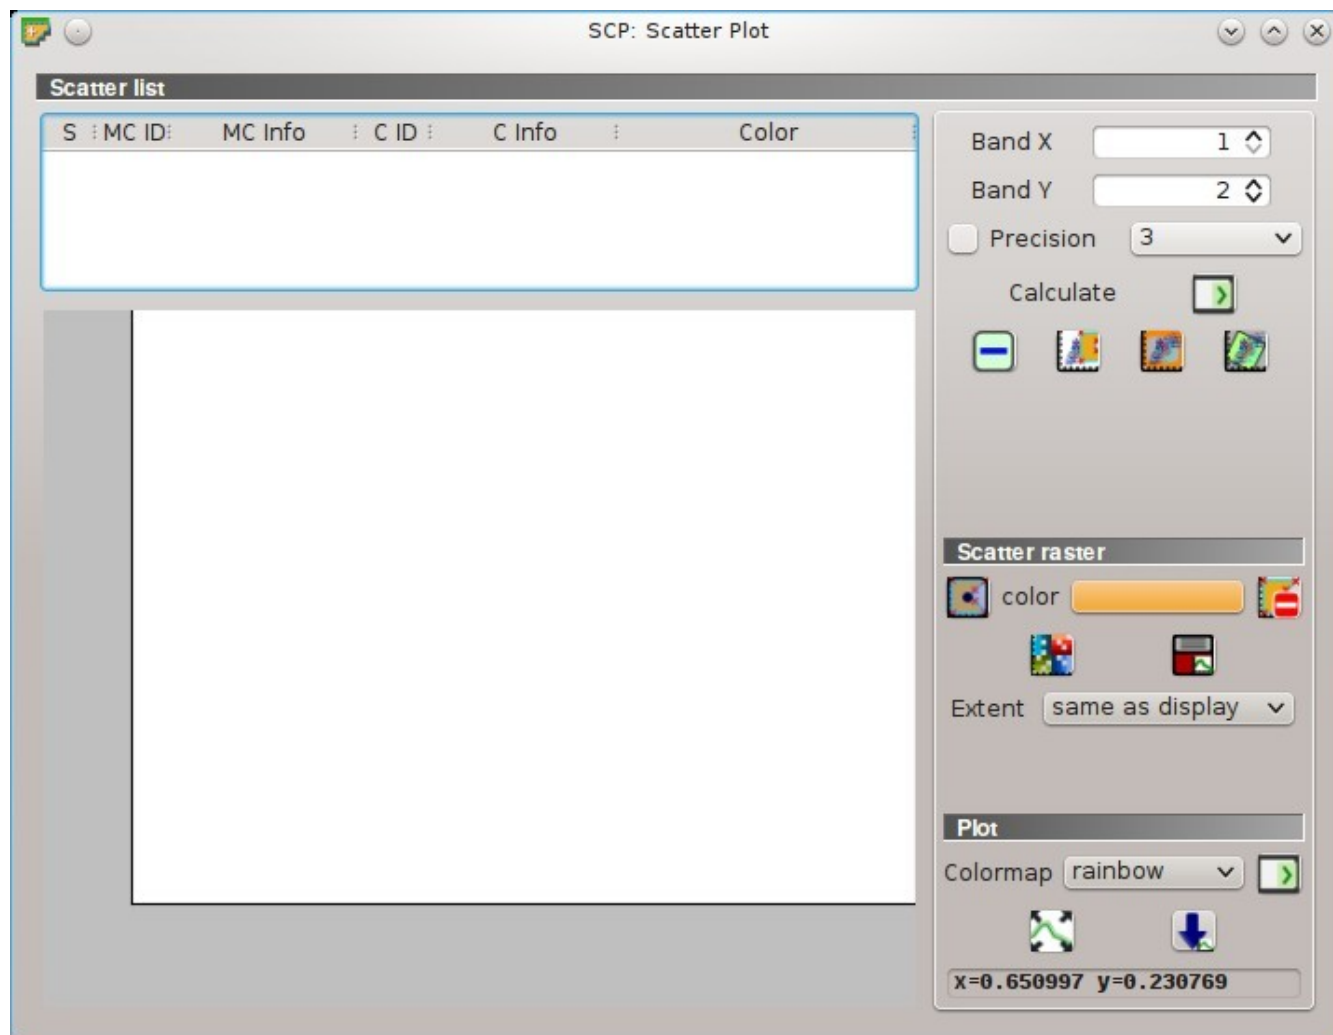 SCP: Scatter Plot
Scatter list
S MC ID MC Info C ID C Info Color
Band X 1
Band Y 2
Precision 3
Calculate
Scatter raster
color
Extent same as display
Plot
Colormap rainbow
x=0.650997 y=0.230769